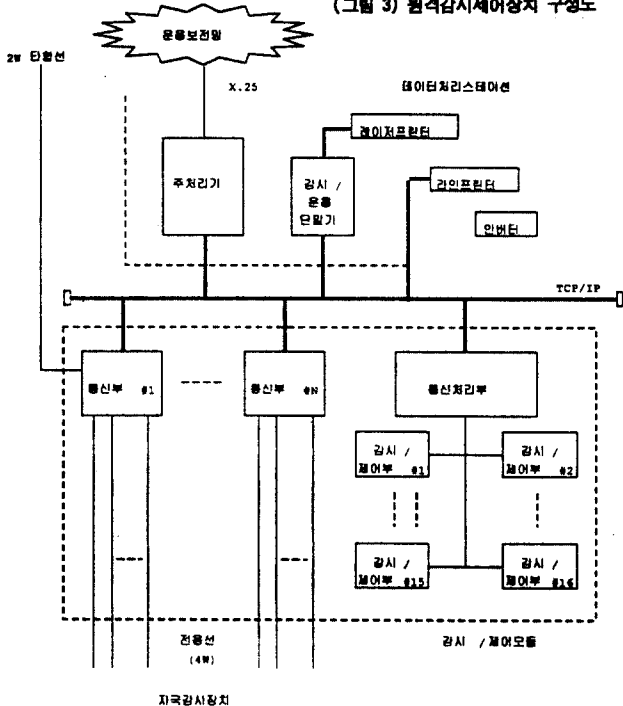 (그림 3) 원격감시제어장치 구성도
운용보전망
2W 타합선
X.25
데이터처리스테이션
레이저프린터
주처리기
감시 /
운용
단말기
라인프린터
인버터
TCP/IP
통신부 #1
통신부 #N
통신처리부
감시 /
제어부 #1
감시 /
제어부 #2
감시 /
제어부 #15
감시 /
제어부 #16
전용선
(4W)
감시 / 제어모듈
자국감시장치